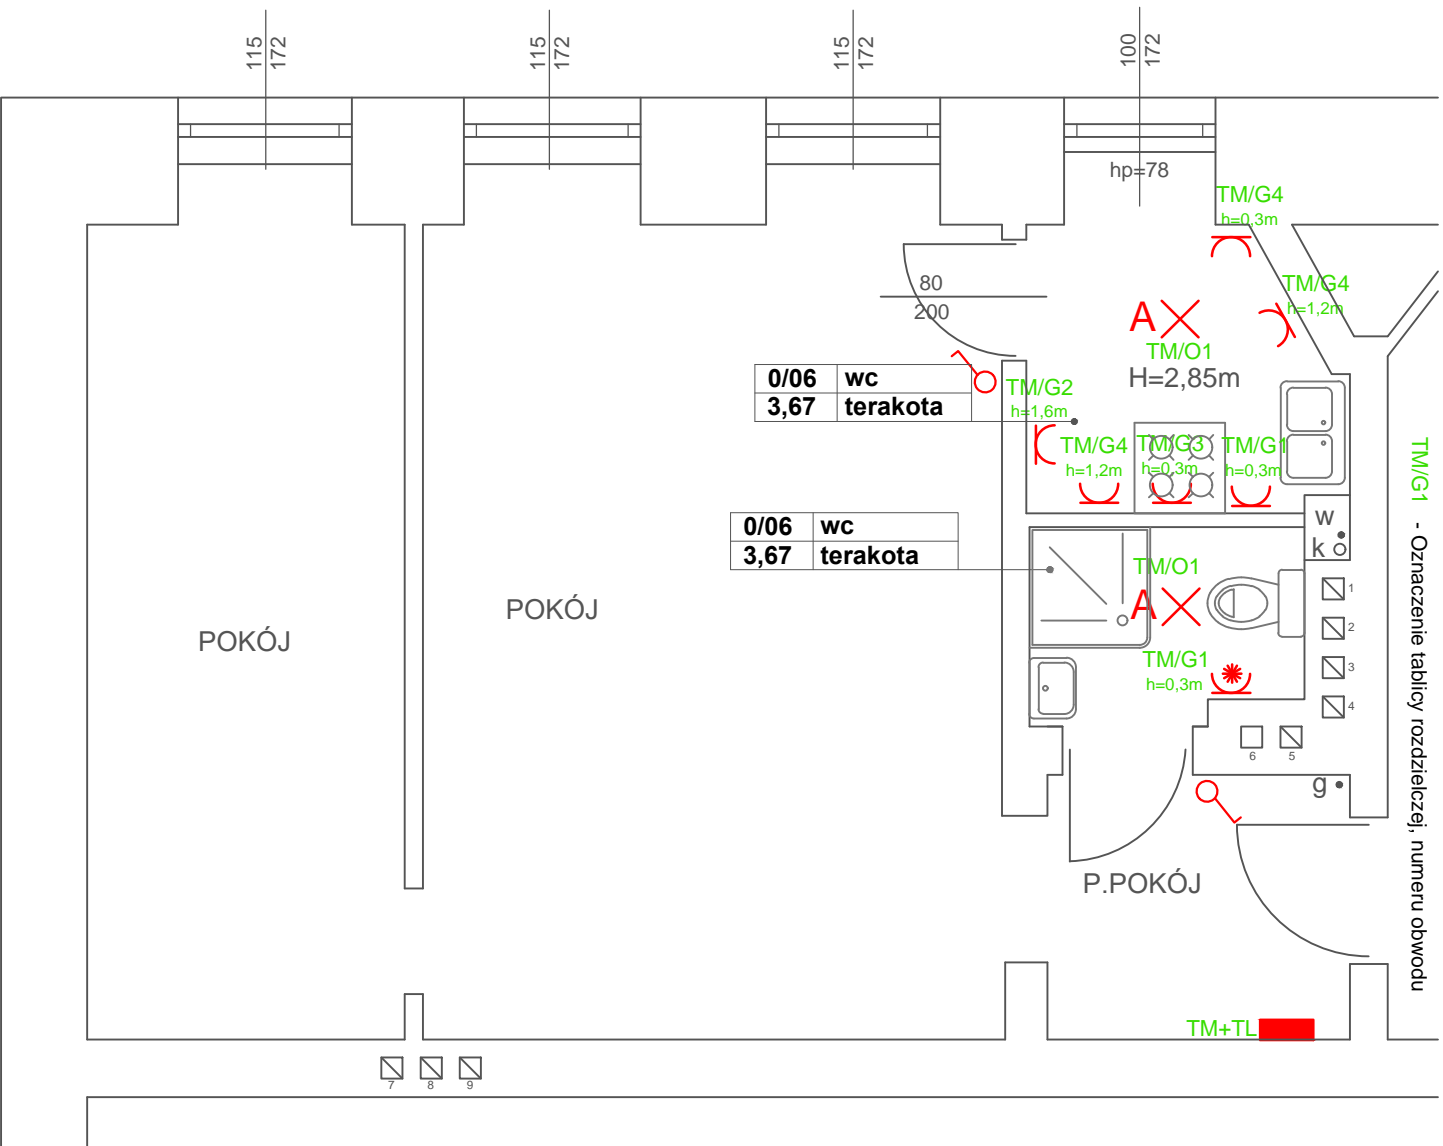 115
172
115
172
115
172
100
172
hp=78
TM/G4
h=0,3m
80
200
TM/G4
h=1,2m
A
TM/O1
H=2,85m
0/06 wc
3,67 terakota
TM/G2
h=1,6m
TM/G4
h=1,2m
TM/G3
h=0,3m
TM/G1
h=0,3m
TM/G1 - Oznaczenie tablicy rozdzielczej, numeru obwodu
0/06 wc
3,67 terakota
w
k
TM/O1
A
1
2
3
4
POKÓJ
POKÓJ
TM/G1
h=0,3m
6
5
g
P.POKÓJ
TM+TL
7
8
9